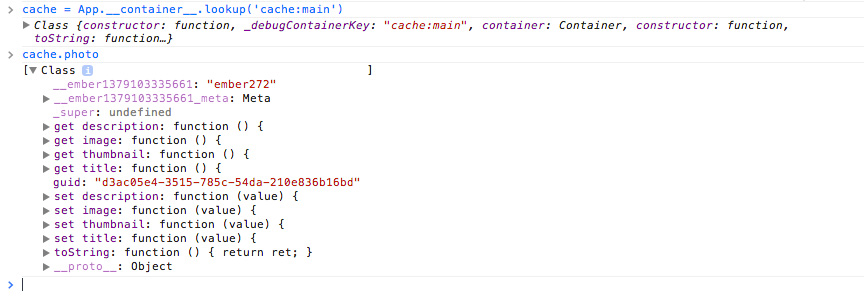 > cache = App.__container__.lookup('cache:main')
▶ Class {constructor: function, _debugContainerKey: "cache:main", container: Container, constructor: function,
toString: function…}
> cache.photo
[▼ Class i ]
__ember1379103335661: "ember272"
▶ __ember1379103335661_meta: Meta
_super: undefined
▶ get description: function () {
▶ get image: function () {
▶ get thumbnail: function () {
▶ get title: function () {
guid: "d3ac05e4-3515-785c-54da-210e836b16bd"
▶ set description: function (value) {
▶ set image: function (value) {
▶ set thumbnail: function (value) {
▶ set title: function (value) {
▶ toString: function () { return ret; }
▶ __proto__: Object
>